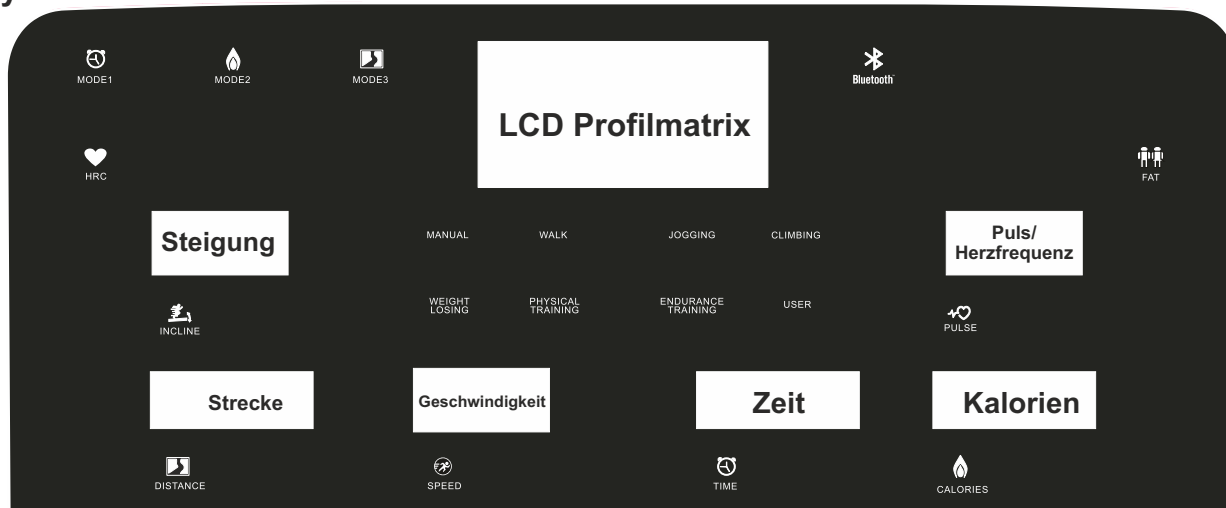 y
MODE1 MODE2 MODE3
Bluetooth
LCD Profilmatrix
HRC
FAT
Steigung
MANUAL WALK JOGGING CLIMBING
Puls/
Herzfrequenz
WEIGHT
LOSING
PHYSICAL
TRAINING
ENDURANCE
TRAINING
USER
INCLINE
PULSE
Strecke
Geschwindigkeit
Zeit
Kalorien
DISTANCE
SPEED
TIME
CALORIES